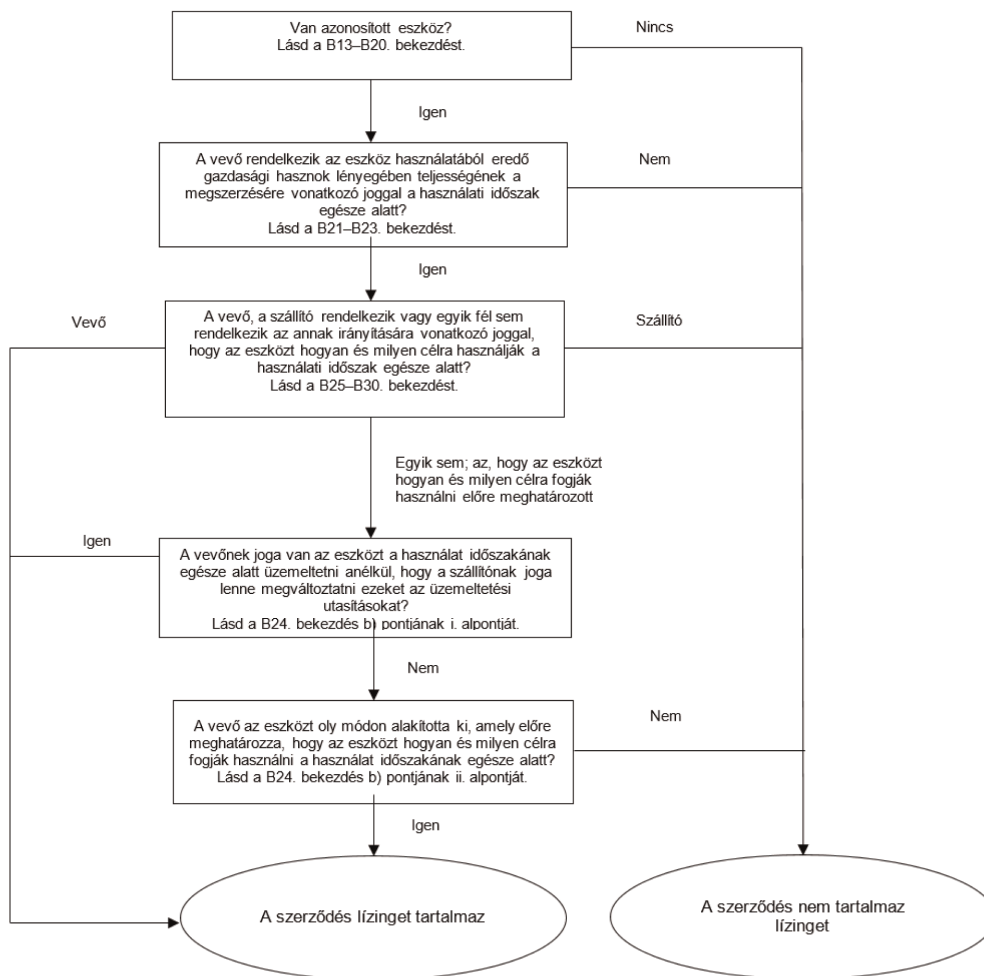 Van azonosított eszköz?
Lásd a B13–B20. bekezdést.
Nincs
Igen
A vevő rendelkezik az eszköz használatából eredő
gazdasági hasznok lényegében teljességének a
megszerzésére vonatkozó joggal a használati időszak
egésze alatt?
Lásd a B21–B23. bekezdést.
Nem
Igen
Vevő
A vevő, a szállító rendelkezik vagy egyik fél sem
rendelkezik az annak irányítására vonatkozó joggal,
hogy az eszközt hogyan és milyen célra használják a
használati időszak egésze alatt?
Lásd a B25–B30. bekezdést.
Szállító
Egyik sem; az, hogy az eszközt
hogyan és milyen célra fogják
használni előre meghatározott
Igen
A vevőnek joga van az eszközt a használat időszakának
egésze alatt üzemeltetni anélkül, hogy a szállítónak joga
lenne megváltoztatni ezeket az üzemeltetési
utasításokat?
Lásd a B24. bekezdés b) pontjának i. alpontját.
Nem
A vevő az eszközt oly módon alakította ki, amely előre
meghatározza, hogy az eszközt hogyan és milyen célra
fogják használni a használat időszakának egésze alatt?
Lásd a B24. bekezdés b) pontjának ii. alpontját.
Nem
Igen
A szerződés lízinget tartalmaz
A szerződés nem tartalmaz
lízinget